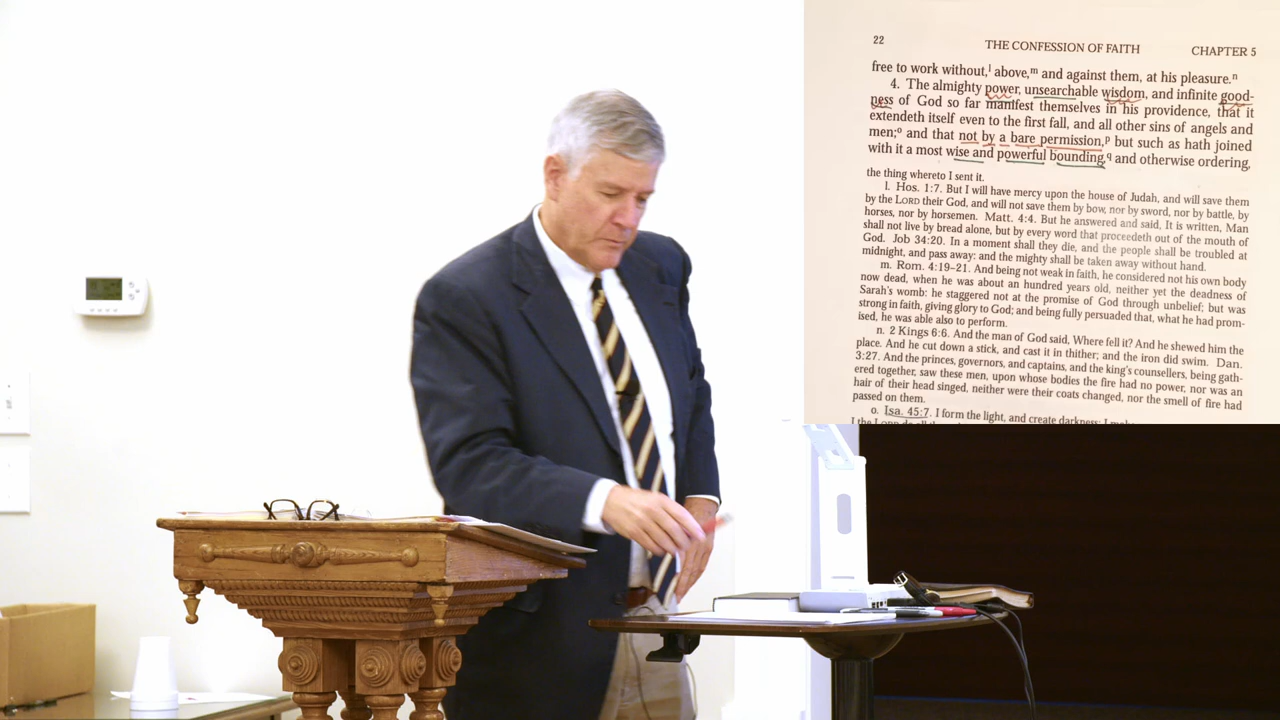 22 THE CONFESSION OF FAITH CHAPTER 5
free to work without,l above,m and against them, at his pleasure.n
4. The almighty power, unsearchable wisdom, and infinite good-
ness of God so far manifest themselves in his providence, that it
extendeth itself even to the first fall, and all other sins of angels and
men;o and that not by a bare permission,p but such as hath joined
with it a most wise and powerful bounding,q and otherwise ordering,
the thing whereto I sent it.
l. Hos. 1:7. But I will have mercy upon the house of Judah, and will save them
by the LORD their God, and will not save them by bow, nor by sword, nor by battle, by
horses, nor by horsemen. Matt. 4:4. But he answered and said, It is written, Man
shall not live by bread alone, but by every word that proceedeth out of the mouth of
God. Job 34:20. In a moment shall they die, and the people shall be troubled at
midnight, and pass away: and the mighty shall be taken away without hand.
m. Rom. 4:19–21. And being not weak in faith, he considered not his own body
now dead, when he was about an hundred years old, neither yet the deadness of
Sarah's womb: he staggered not at the promise of God through unbelief; but was
strong in faith, giving glory to God; and being fully persuaded that, what he had prom-
ised, he was able also to perform.
n. 2 Kings 6:6. And the man of God said, Where fell it? And he shewed him the
place. And he cut down a stick, and cast it in thither; and the iron did swim. Dan.
3:27. And the princes, governors, and captains, and the king's counsellers, being gath-
ered together, saw these men, upon whose bodies the fire had no power, nor was an
hair of their head singed, neither were their coats changed, nor the smell of fire had
passed on them.
o. Isa. 45:7. I form the light, and create darkness: I make
I the LORD do all